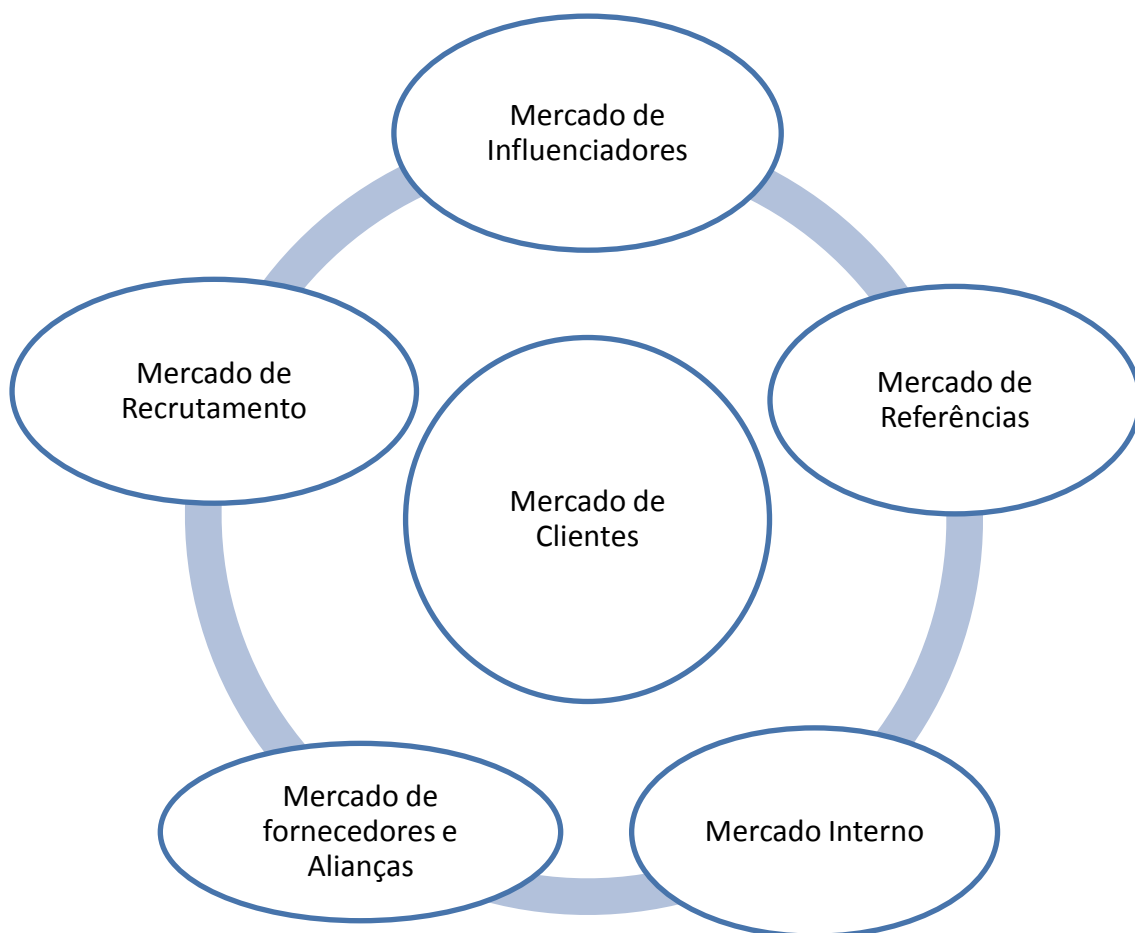 Mercado de
Influenciadores
Mercado de
Recrutamento
Mercado de
Referências
Mercado de
Clientes
Mercado de
fornecedores e
Alianças
Mercado Interno